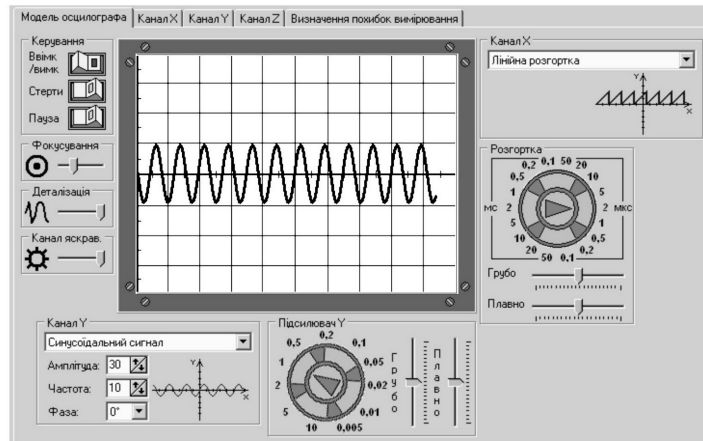 Модель осцилографа Канал X Канал Y Канал Z Визначення похибок вимірювання
Керування
Ввімк
/вимк
Стерти
Пауза
Фокусування
Деталізація
Канал яскрав.
Канал X
Лінійна розгортка
Y
X
Розгортка
0,2 0,1 50 20
0,5 10
1 5
мс 2 2 мкс
5 1
10 0,5
20 50 0,1 0,2
Грубо
Плавно
Канал Y
Синусоїдальний сигнал
Амплітуда: 30
Частота: 10
Фаза: 0°
Y
X
Підсилювач Y
0,5 0,2 0,1
1 0,05
2 0,02
5 0,01
10 0,005
Грубо
Плавно